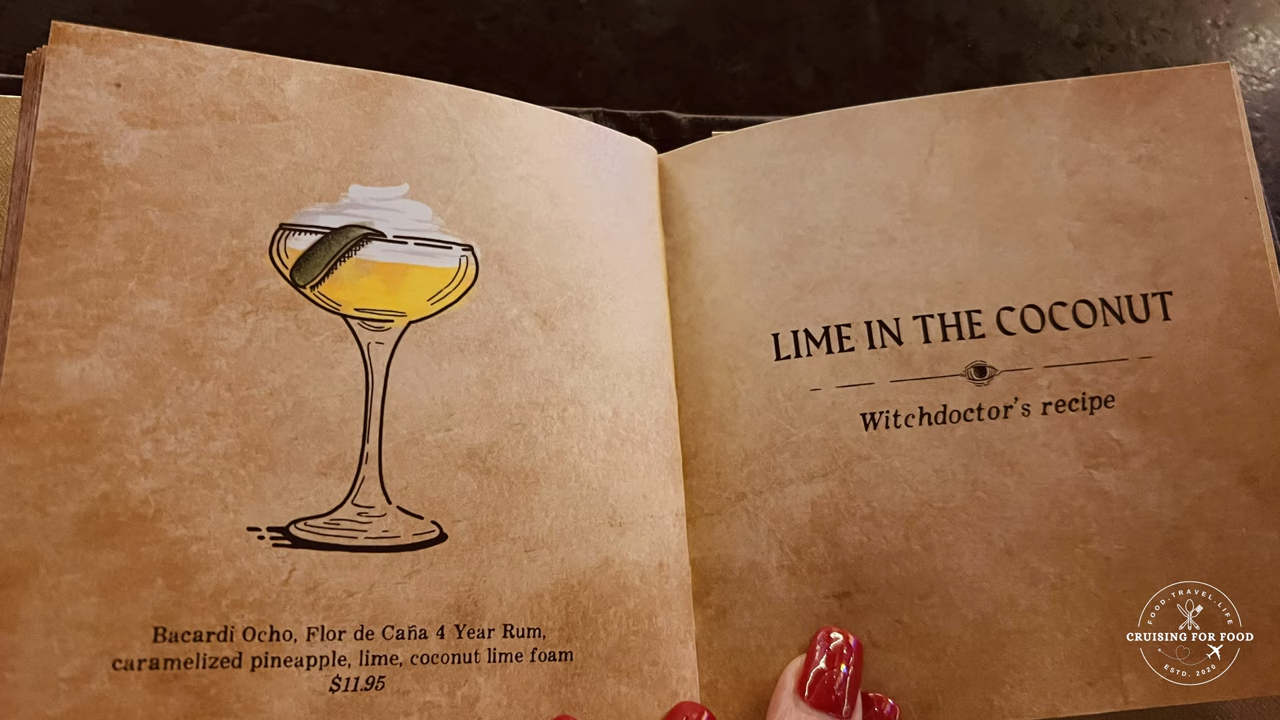 Bacardi Ocho, Flor de Caña 4 Year Rum,
caramelized pineapple, lime, coconut lime foam
$11.95
LIME IN THE COCONUT
Witchdoctor's recipe
FOOD.TRAVEL.LIFE
CRUISING FOR FOOD
ESTD. 2020